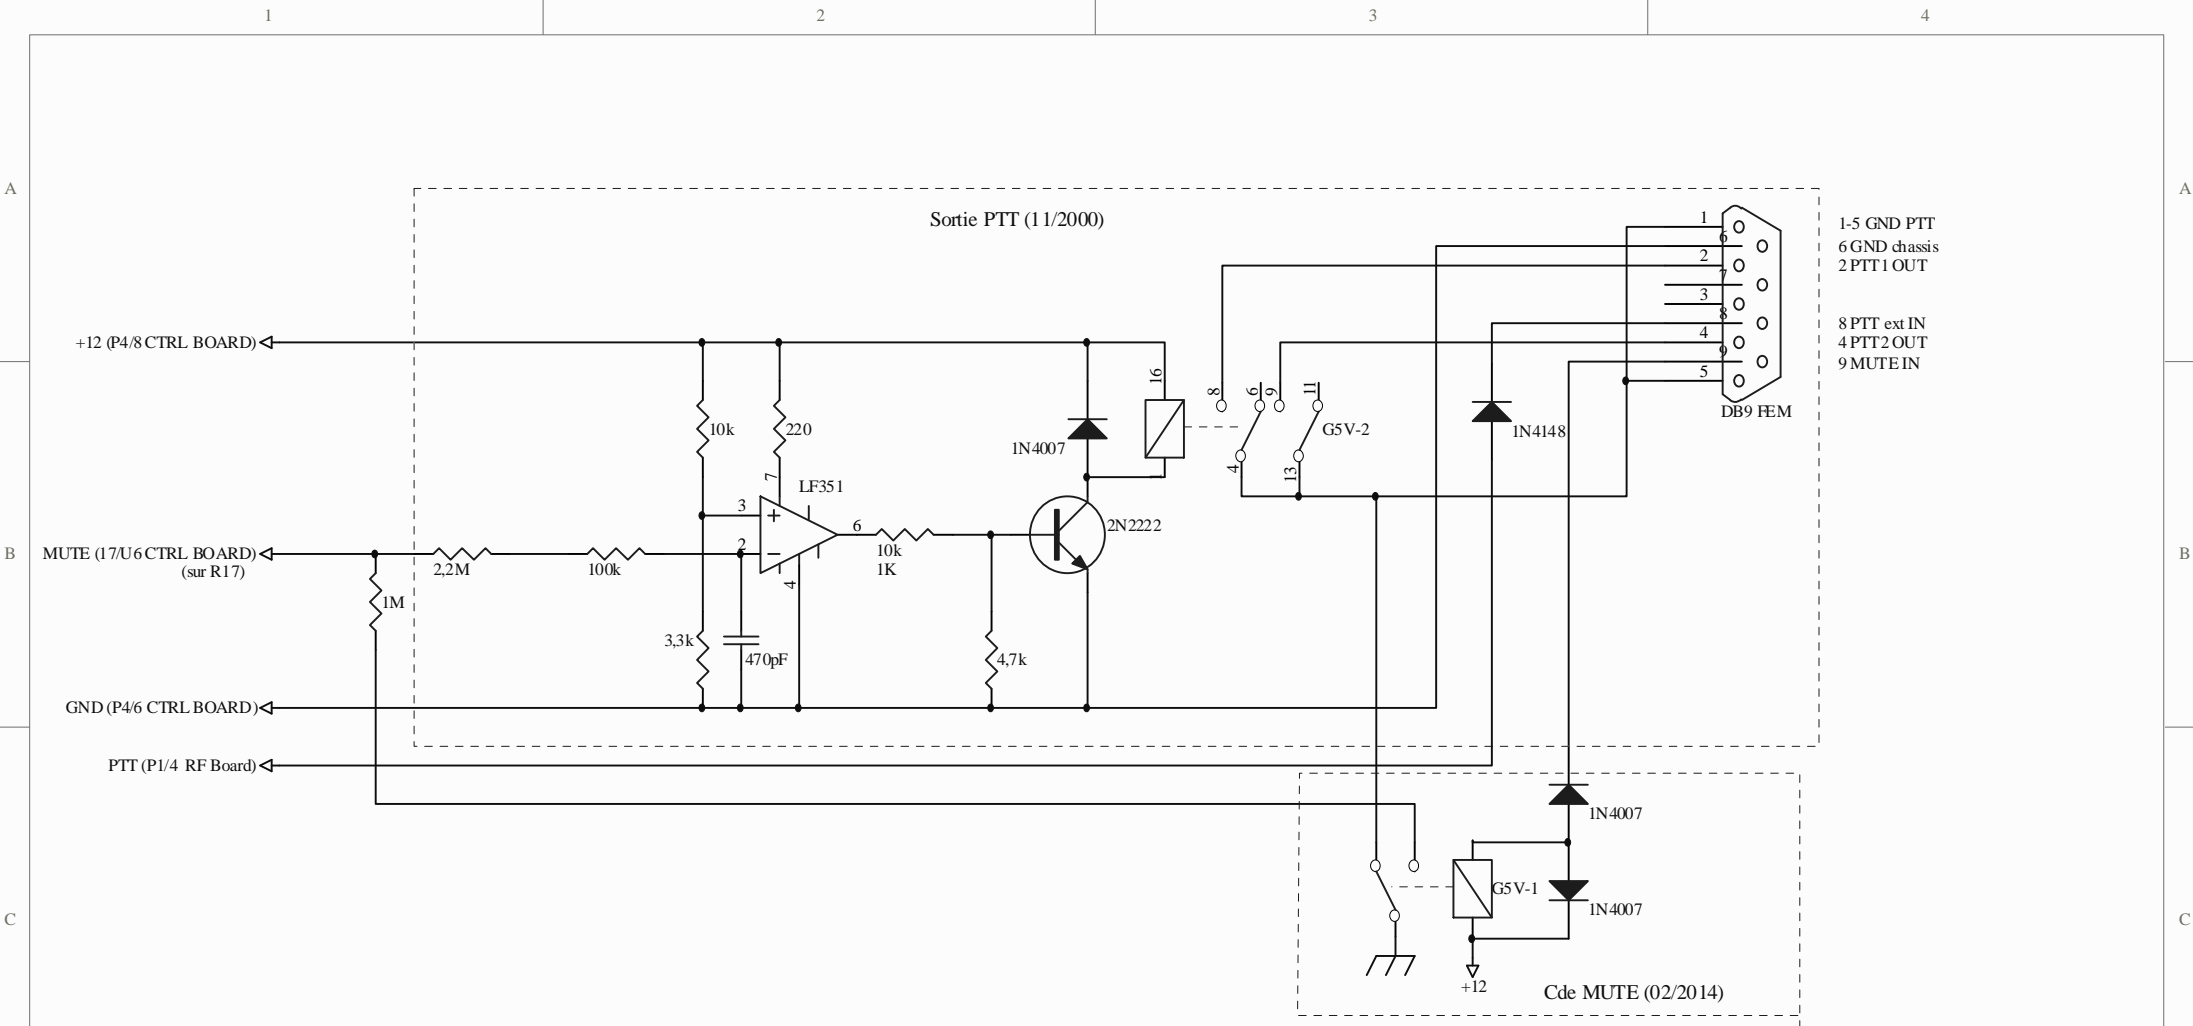 1 2 3 4
A A
Sortie PTT (11/2000)
1 1-5 GND PTT
6 6 GND chassis
2 2 PTT1 OUT
7
3
8 8 PTT ext IN
+12 (P4/8 CTRL BOARD) 4 4 PTT2 OUT
9 9 MUTE IN
5
16 8 6 9 11
DB9 FEM
10k 220 1N4007 G5V-2 1N4148
7 4 13
LF351
3 + 6 2N2222
B MUTE (17/U6 CTRL BOARD) 2 − 10k B
(sur R17) 2,2M 100k 4 1K
1
1M
3,3k 470pF 4,7k
GND (P4/6 CTRL BOARD)
PTT (P1/4 RF Board)
1N4007
G5V-1
1N4007
C C
+12
Cde MUTE (02/2014)